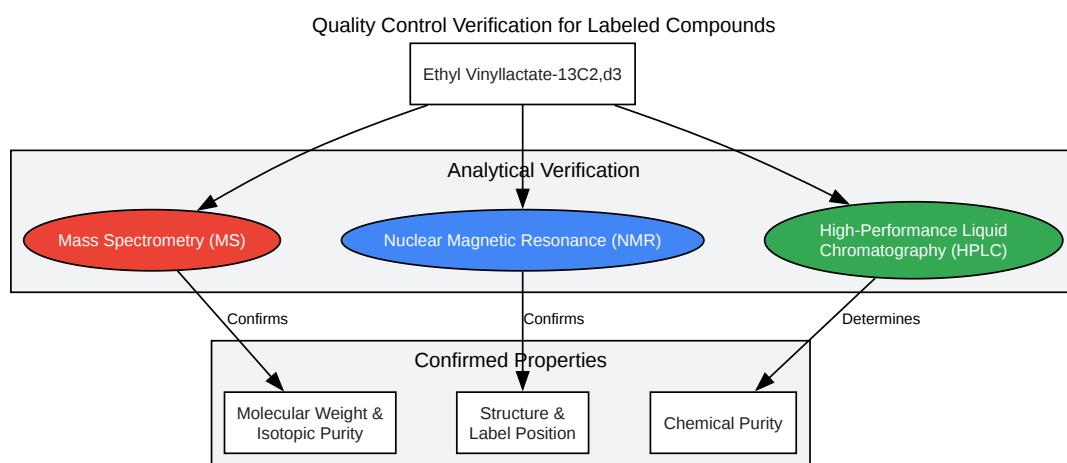 Quality Control Verification for Labeled Compounds
Ethyl Vinyllactate-13C2,d3
Analytical Verification
Mass Spectrometry (MS)
Nuclear Magnetic Resonance (NMR)
High-Performance Liquid
Chromatography (HPLC)
Confirms
Confirms
Determines
Confirmed Properties
Molecular Weight &
Isotopic Purity
Structure &
Label Position
Chemical Purity